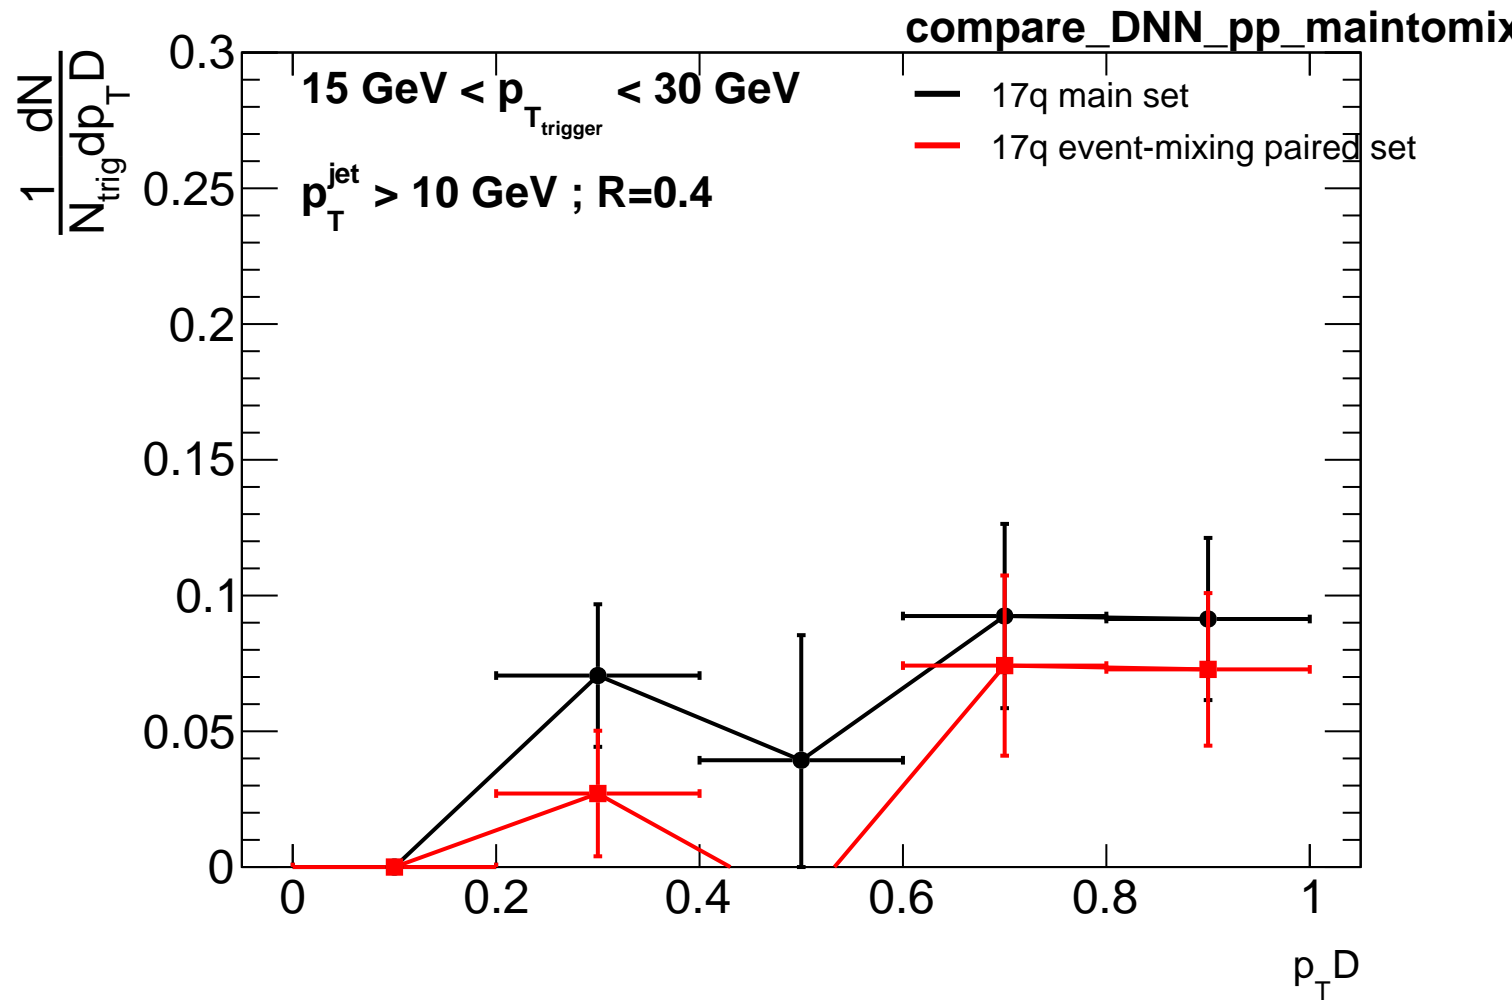 compare_DNN_pp_maintomix
1 dN
N_trig dp_T D
15 GeV < p_T_trigger < 30 GeV
p_T^jet > 10 GeV ; R=0.4
17q main set
17q event-mixing paired set
0.3
0.25
0.2
0.15
0.1
0.05
0
0 0.2 0.4 0.6 0.8 1
p_T D